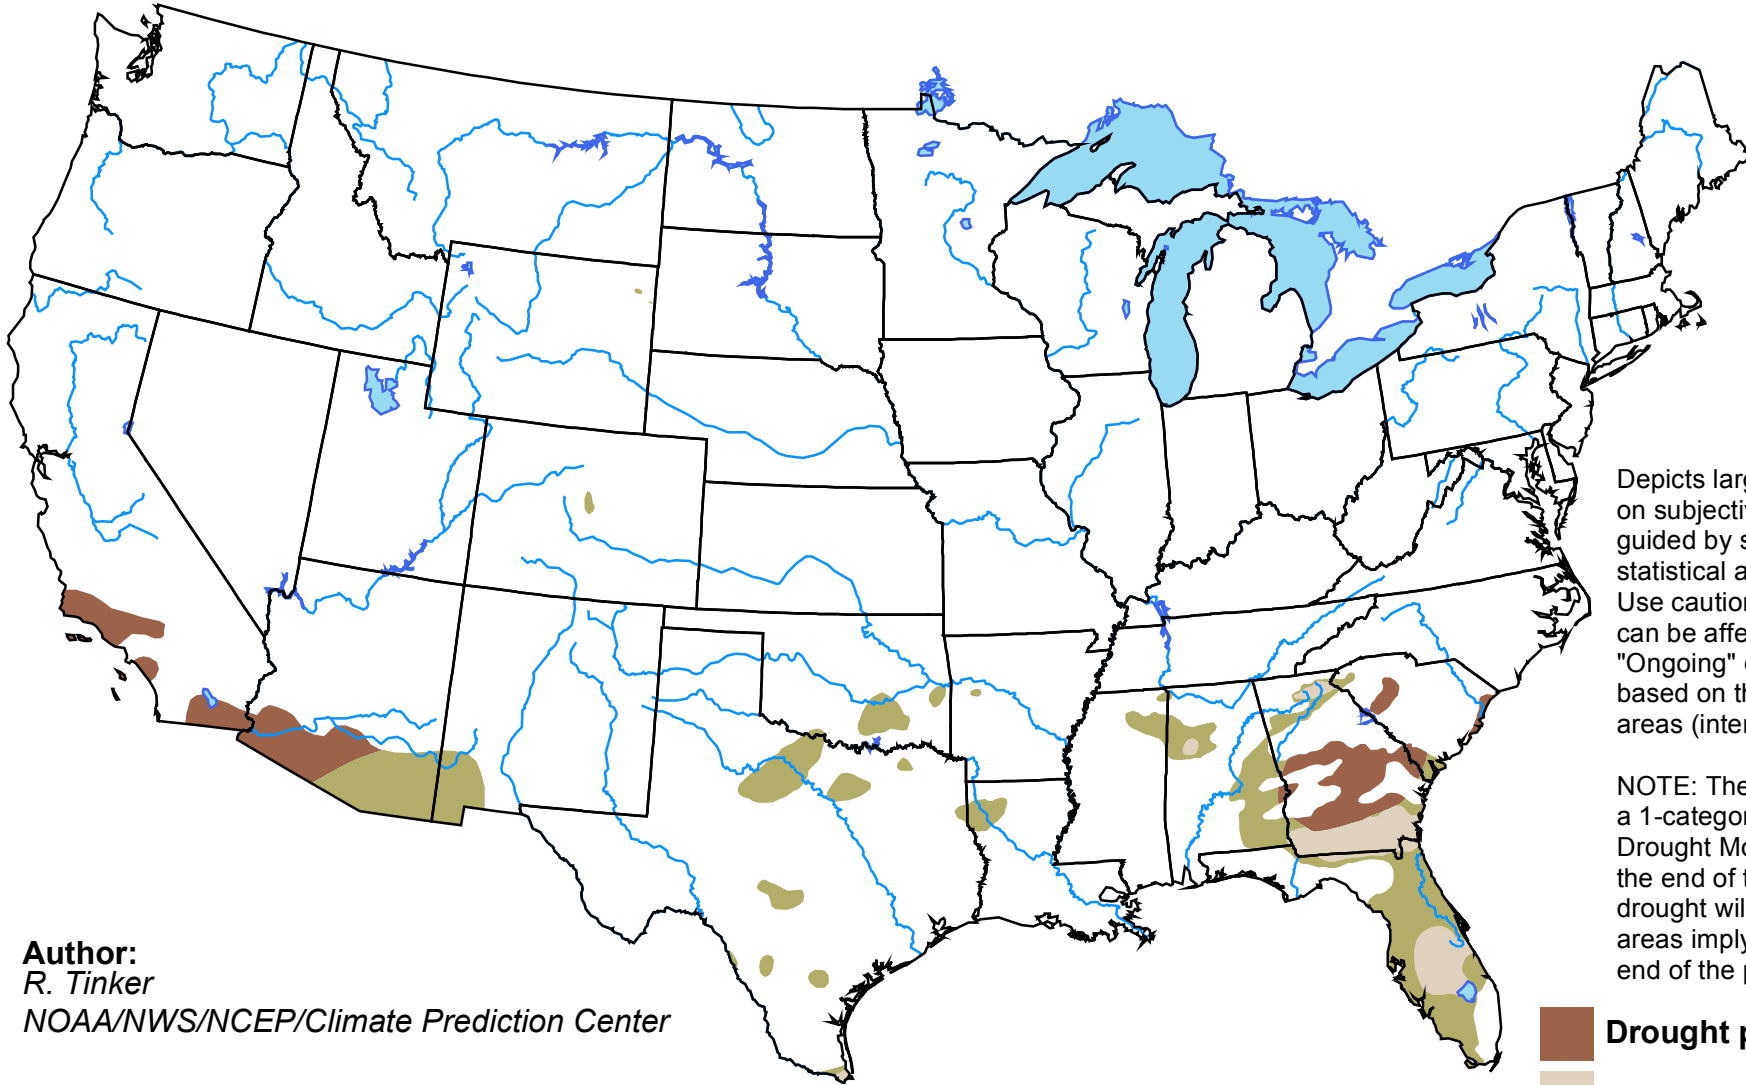 Depicts larg
on subjectiv
guided by s
statistical a
Use caution
can be affe
"Ongoing"
based on th
areas (inter
NOTE: The
a 1-categor
Drought Mo
the end of t
drought wil
areas imply
end of the p
Author:
R. Tinker
NOAA/NWS/NCEP/Climate Prediction Center
Drought p